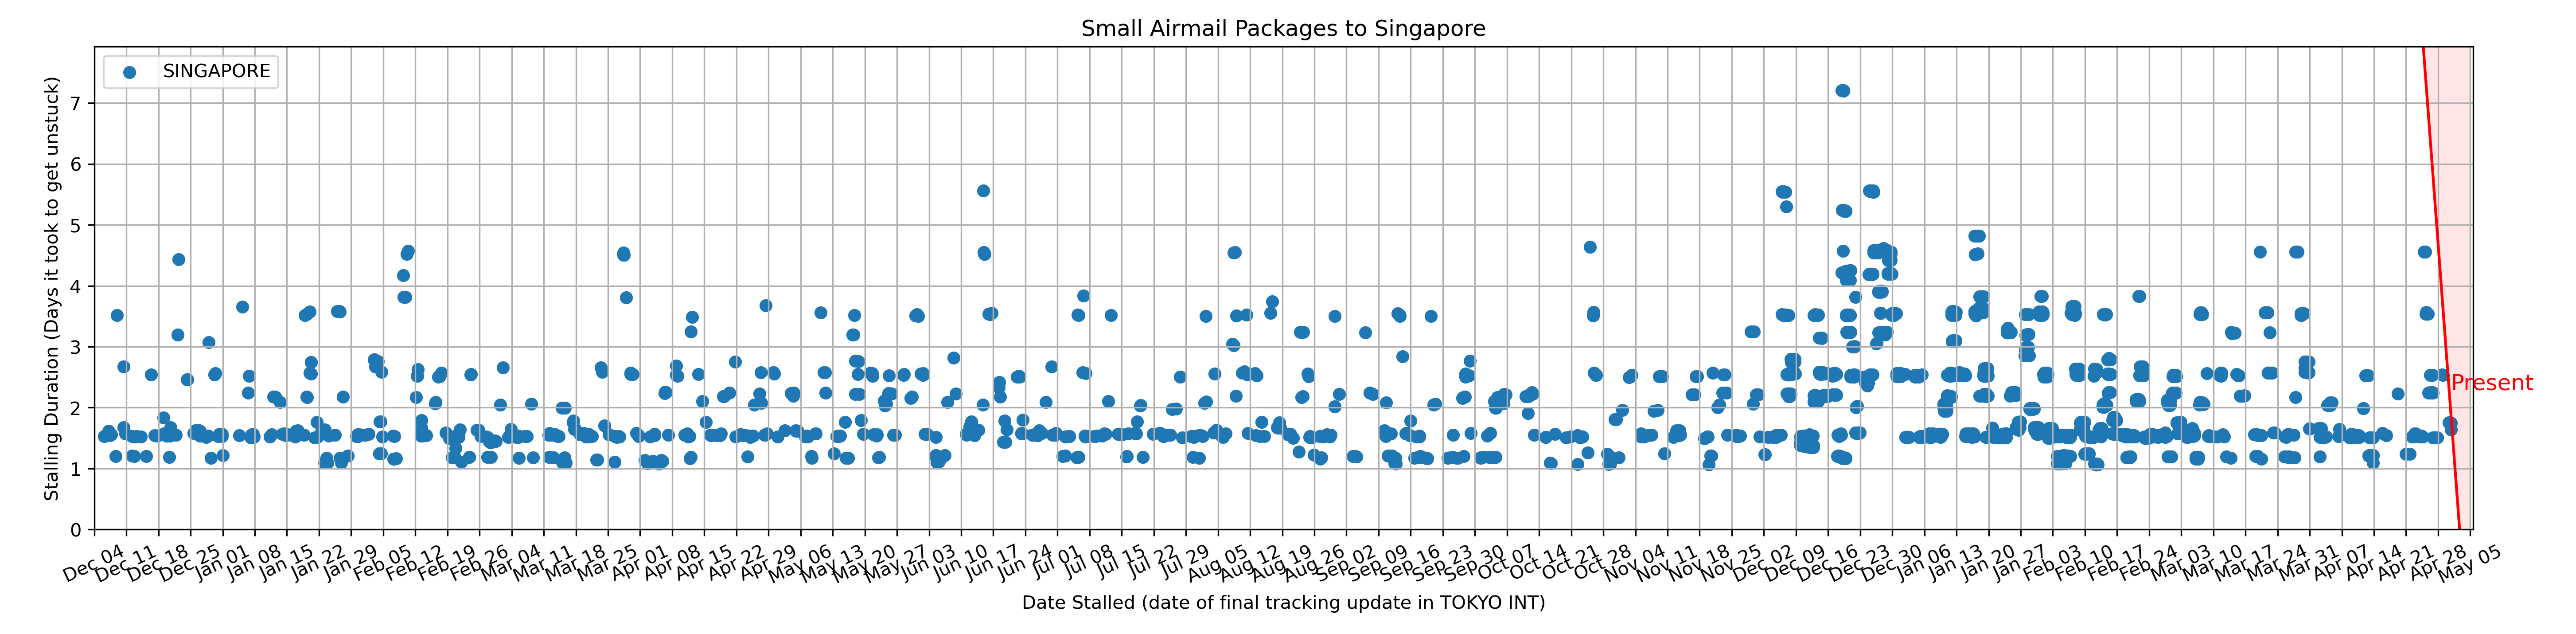 Small Airmail Packages to Singapore
SINGAPORE
Stalling Duration (Days it took to get unstuck)
7
6
5
4
3
2
1
0
Present
Dec 04
Dec 11
Dec 18
Dec 25
Jan 01
Jan 08
Jan 15
Jan 22
Jan 29
Feb 05
Feb 12
Feb 19
Feb 26
Mar 04
Mar 11
Mar 18
Mar 25
Apr 01
Apr 08
Apr 15
Apr 22
Apr 29
May 06
May 13
May 20
May 27
Jun 03
Jun 10
Jun 17
Jun 24
Jul 01
Jul 08
Jul 15
Jul 22
Jul 29
Aug 05
Aug 12
Aug 19
Aug 26
Sep 02
Sep 09
Sep 16
Sep 23
Sep 30
Oct 07
Oct 14
Oct 21
Oct 28
Nov 04
Nov 11
Nov 18
Nov 25
Dec 02
Dec 09
Dec 16
Dec 23
Dec 30
Jan 06
Jan 13
Jan 20
Jan 27
Feb 03
Feb 10
Feb 17
Feb 24
Mar 03
Mar 10
Mar 17
Mar 24
Mar 31
Apr 07
Apr 14
Apr 21
Apr 28
May 05
Date Stalled (date of final tracking update in TOKYO INT)